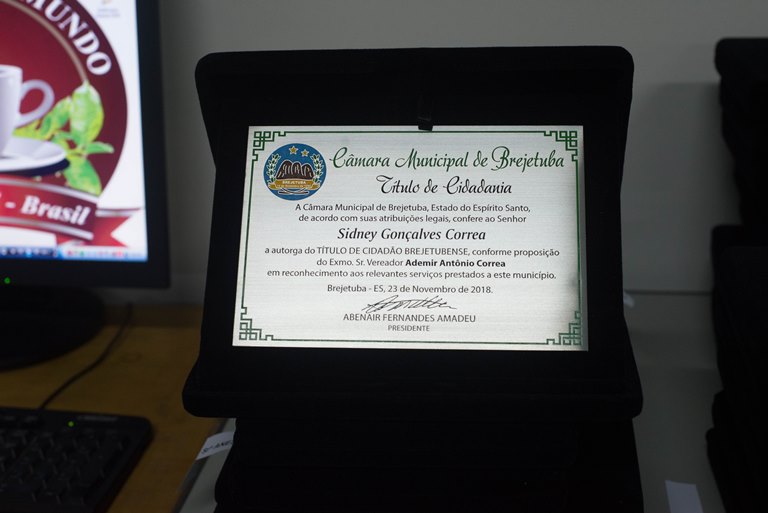 MUNDO
- Brasil
BREJETUBA
Câmara Municipal de Brejetuba
Título de Cidadania
A Câmara Municipal de Brejetuba, Estado do Espírito Santo,
de acordo com suas atribuições legais, confere ao Senhor
Sidney Gonçalves Correa
a autorga do TÍTULO DE CIDADÃO BREJETUBENSE, conforme proposição
do Exmo. Sr. Vereador Ademir Antônio Correa
em reconhecimento aos relevantes serviços prestados a este município.
Brejetuba - ES, 23 de Novembro de 2018.
ABENAIR FERNANDES AMADEU
PRESIDENTE